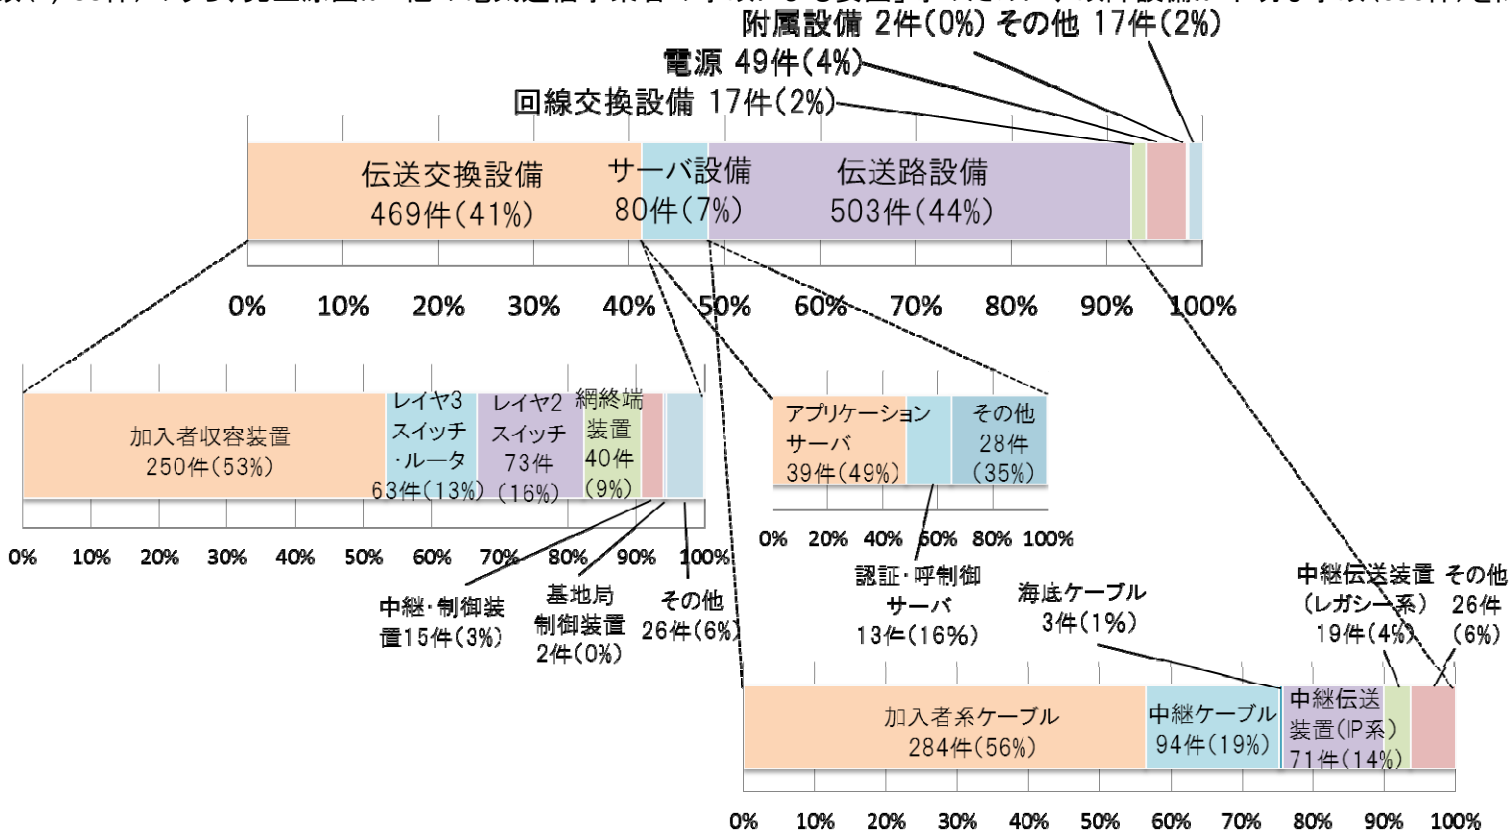 附属設備 2件(0%) その他 17件(2%)
電源 49件(4%)
回線交換設備 17件(2%)
伝送交換設備
469件(41%)
サーバ設備
80件(7%)
伝送路設備
503件(44%)
0% 10% 20% 30% 40% 50% 60% 70% 80% 90% 100%
0% 10% 20% 30% 40% 50% 60% 70% 80% 90% 100%
加入者収容装置
250件(53%)
レイヤ3
スイッチ
・ルータ
63件(13%)
レイヤ2
スイッチ
73件
(16%)
網終端
装置
40件
(9%)
中継・制御装
置15件(3%)
基地局
制御装置
2件(0%)
その他
26件(6%)
アプリケーション
サーバ
39件(49%)
その他
28件
(35%)
0% 20% 40% 60% 80% 100%
認証・呼制御
サーバ
13件(16%)
海底ケーブル
3件(1%)
中継伝送装置
(レガシー系)
19件(4%)
その他
26件
(6%)
加入者系ケーブル
284件(56%)
中継ケーブル
94件(19%)
中継伝送
装置(IP系)
71件(14%)
0% 10% 20% 30% 40% 50% 60% 70% 80% 90% 100%